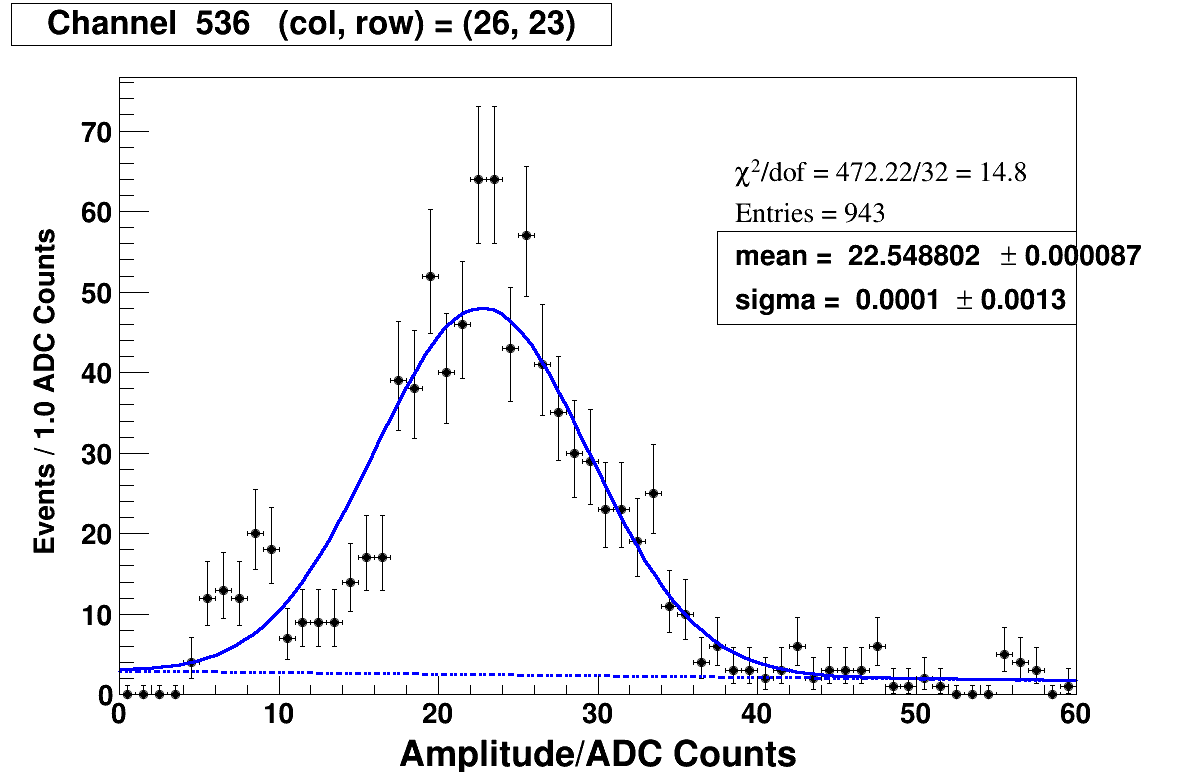 Channel 536 (col, row) = (26, 23)
χ²/dof = 472.22/32 = 14.8
Entries = 943
mean = 22.548802 ± 0.000087
sigma = 0.0001 ± 0.0013
Events / 1.0 ADC Counts
70
60
50
40
30
20
10
0
0 10 20 30 40 50 60
Amplitude/ADC Counts